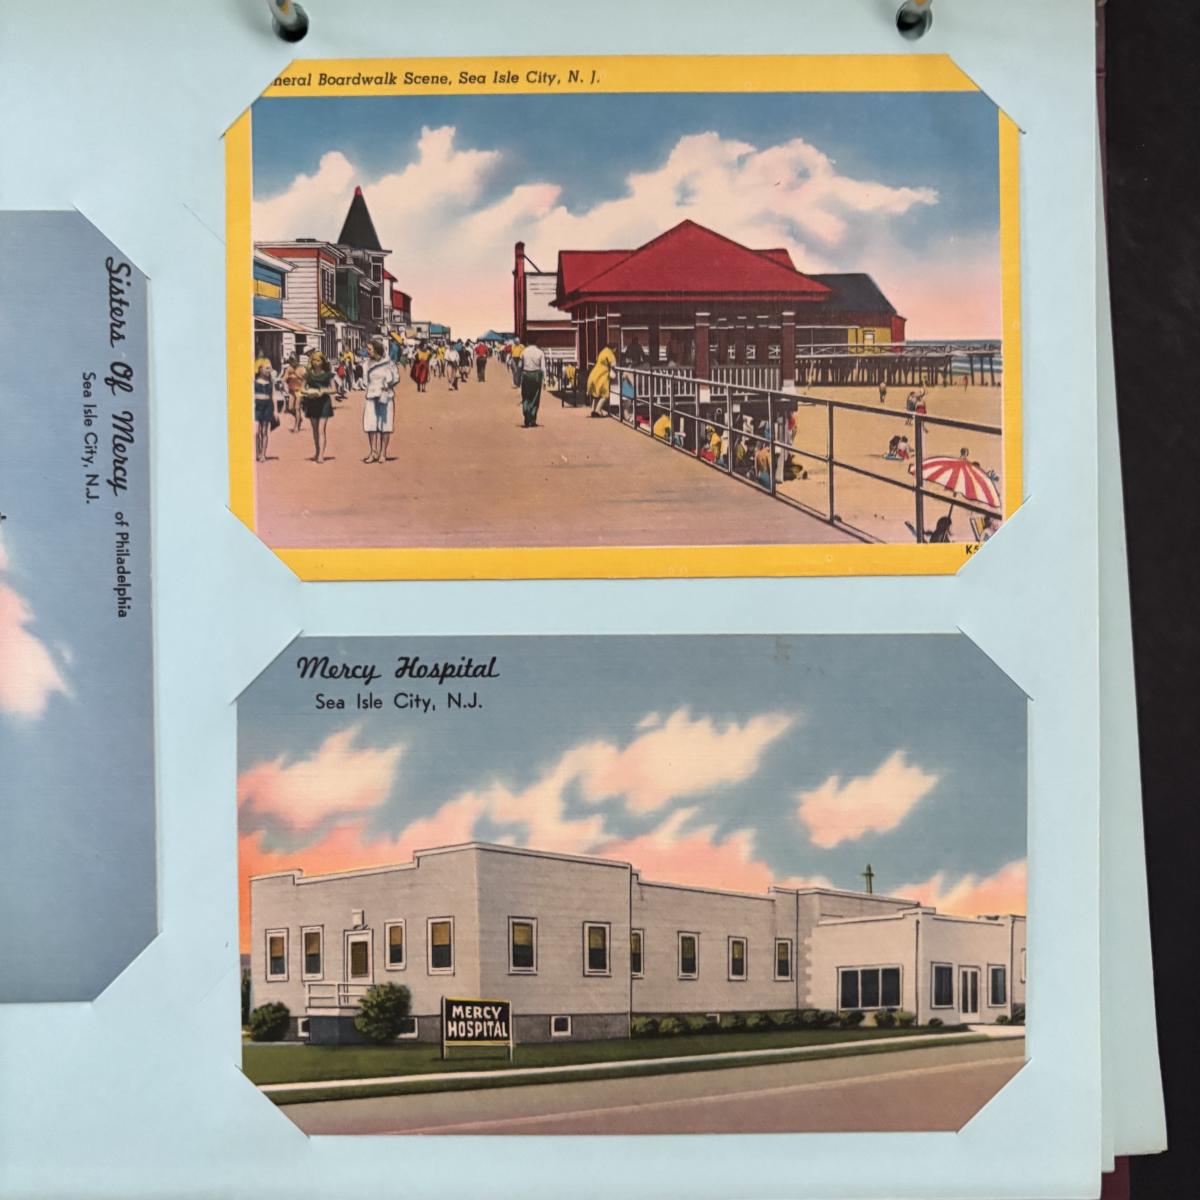 neral Boardwalk Scene, Sea Isle City, N. J.
Sisters Of Mercy of Philadelphia
Sea Isle City, N.J.
Mercy Hospital
Sea Isle City, N.J.
MERCY
HOSPITAL